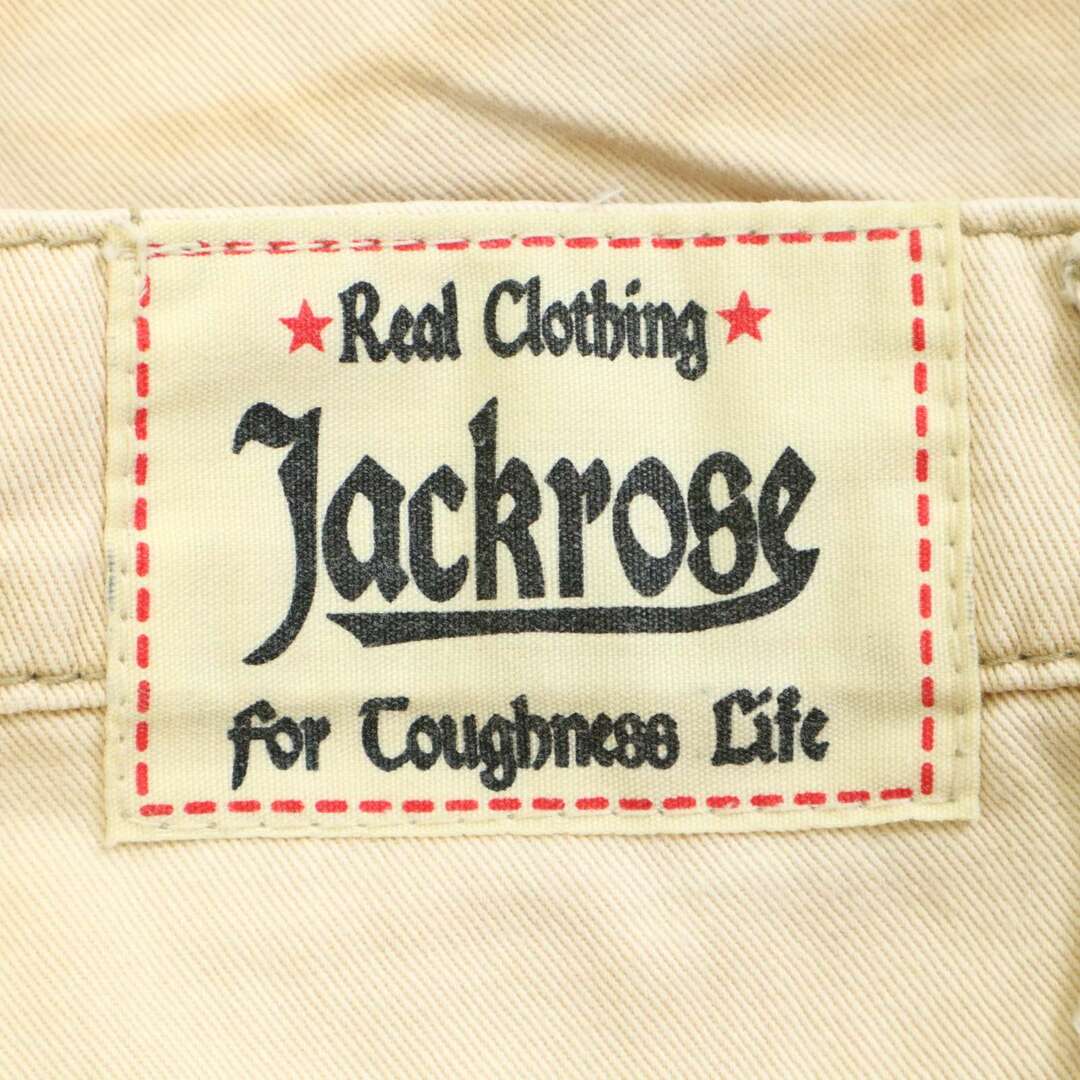 Real Clothing
Jackrose
for Toughness Life